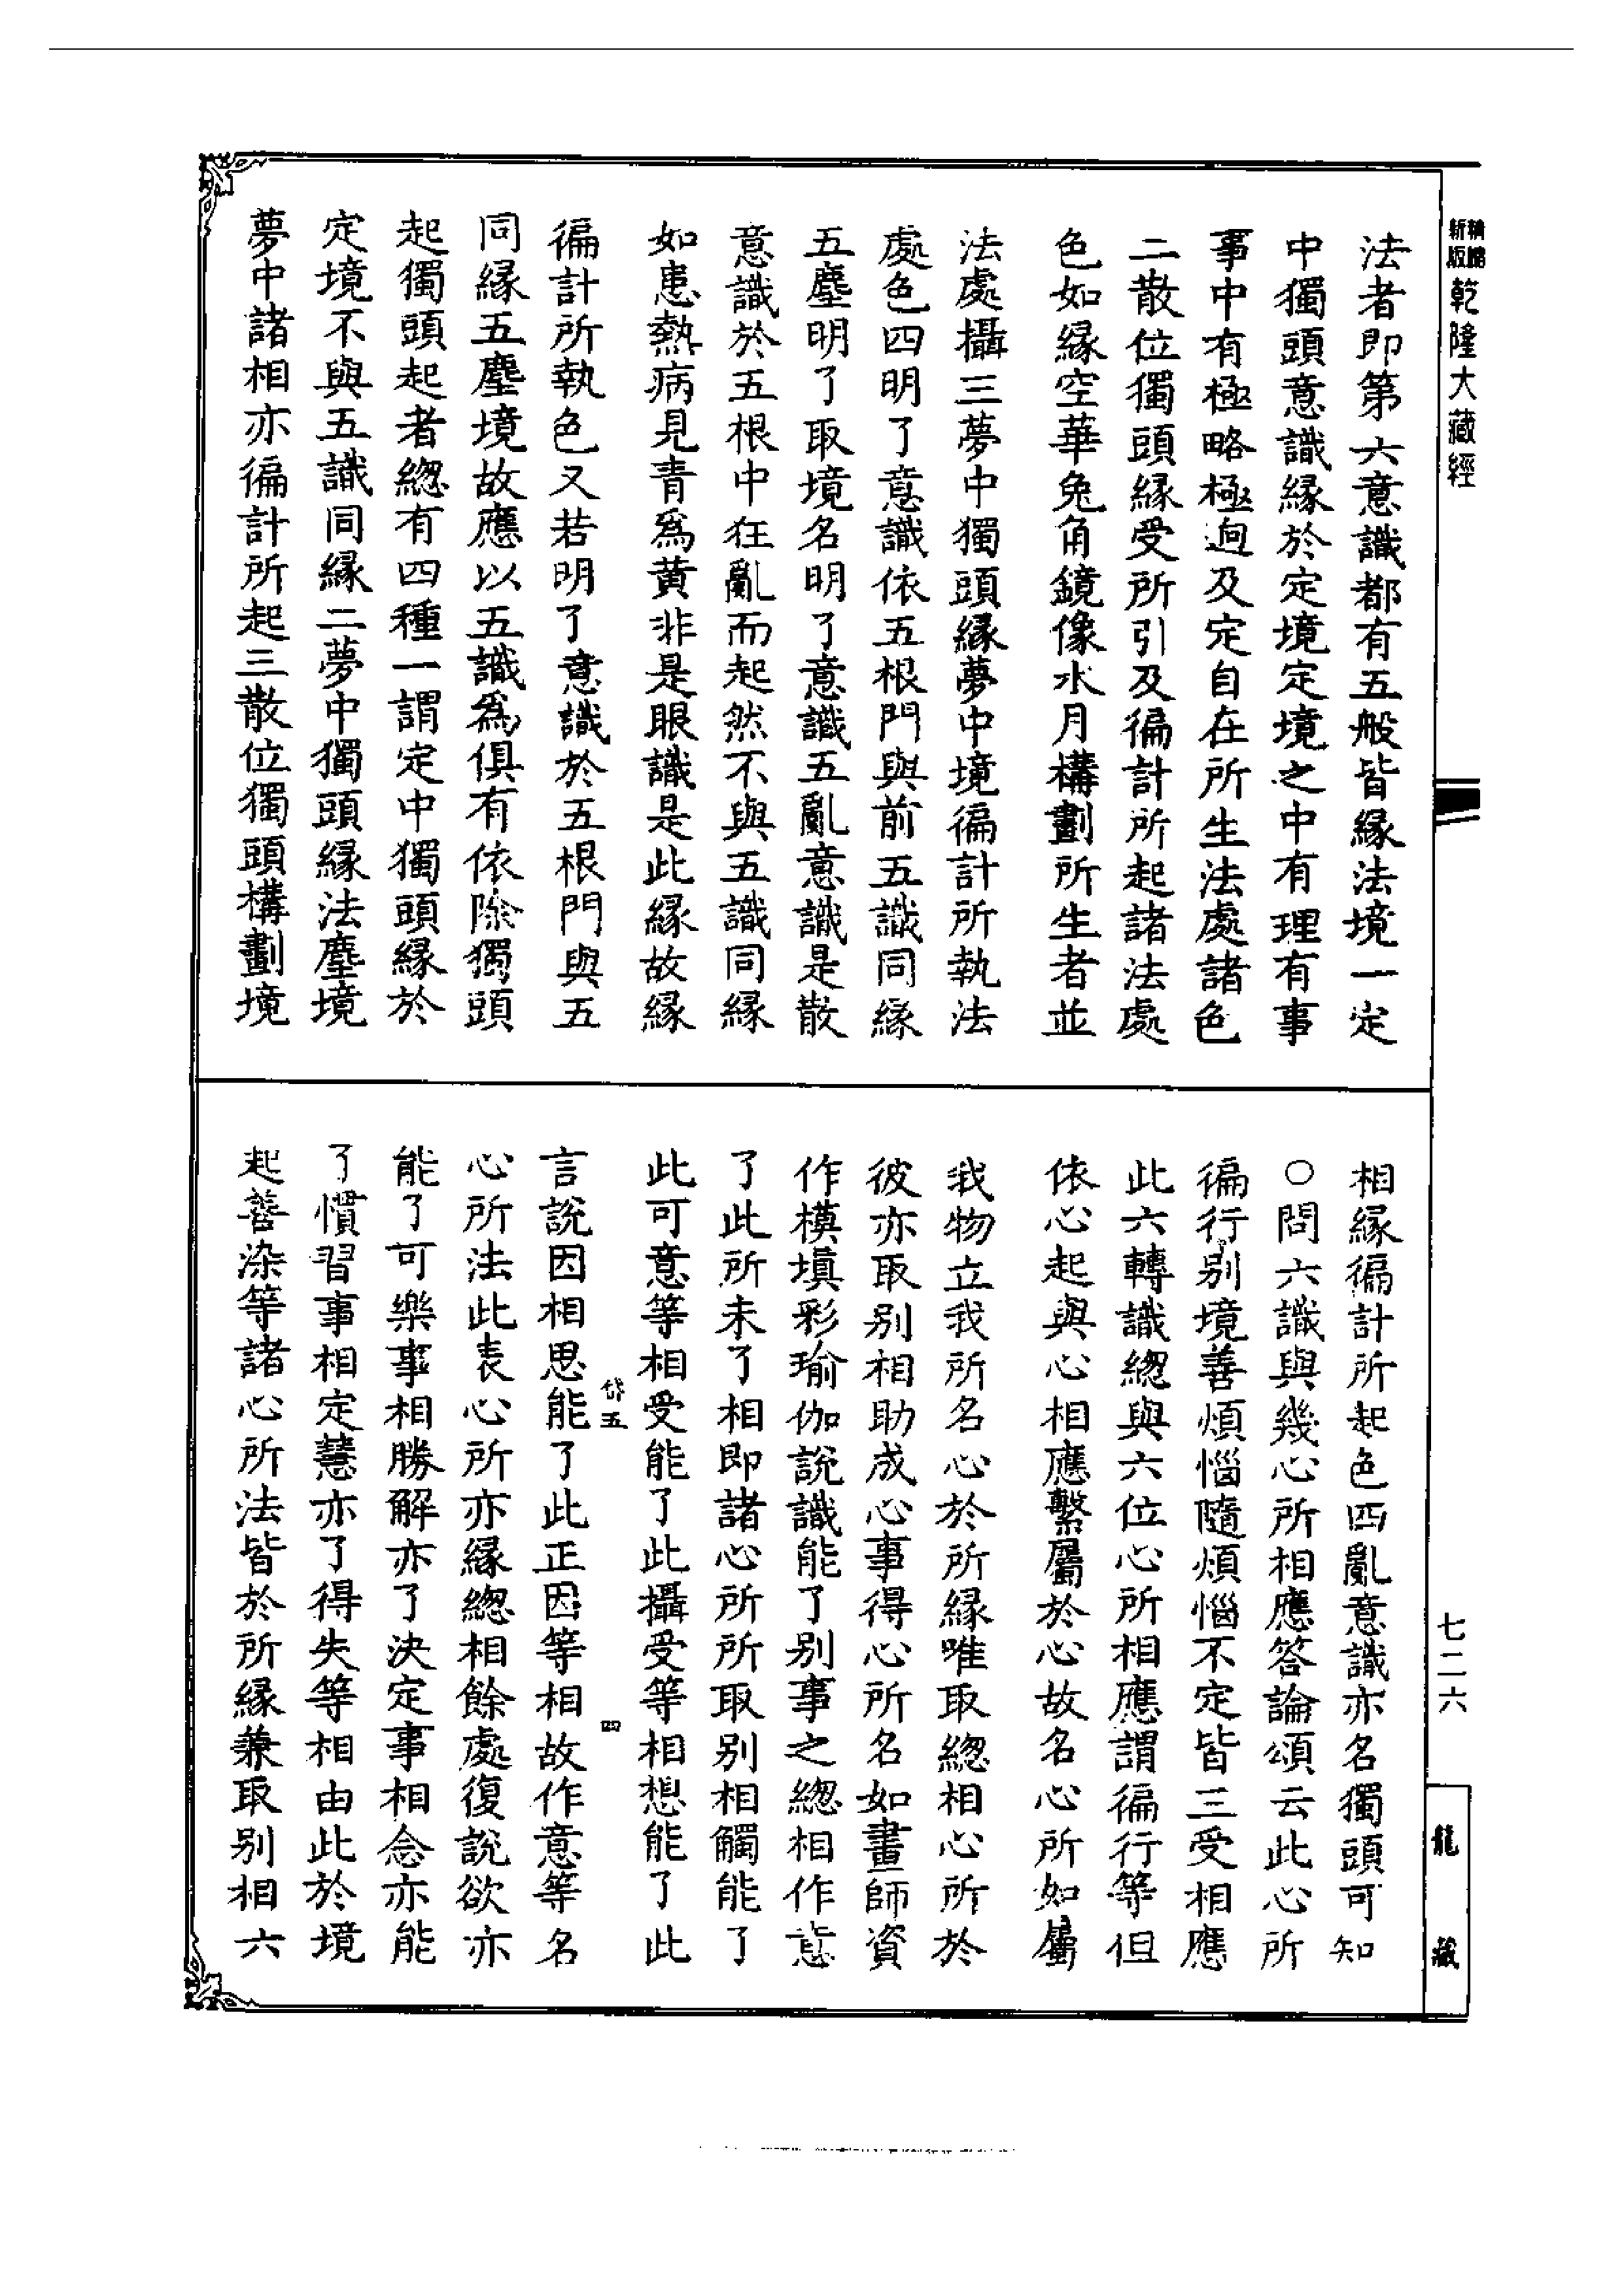 新版
乾隆大藏經
法者即第六意識都有五般皆緣法境一定
中獨頭意識緣於定境定境之中有理有事
事中有極略極逈及定自在所生法處諸色
二散位獨頭緣受所引及徧計所起諸法處
色如緣空華兔角鏡像水月構劃所生者並
法處攝三夢中獨頭緣夢中境徧計所執法
處色四明了意識依五根門與前五識同緣
五塵明了取境名明了意識五亂意識是散
意識於五根中狂亂而起然不與五識同緣
如患熱病見青爲黃非是眼識是此緣故緣
徧計所執色又若明了意識於五根門與五
同緣五塵境故應以五識爲俱有依除獨頭
起獨頭起者緫有四種一謂定中獨頭緣於
定境不與五識同緣二夢中獨頭緣法塵境
夢中諸相亦徧計所起三散位獨頭構劃境
相緣徧計所起色四亂意識亦名獨頭可知
○問六識與幾心所相應答論頌云此心所
徧行別境善煩惱隨煩惱不定皆三受相應
此六轉識緫與六位心所相應謂徧行等但
依心起與心相應繫屬於心故名心所如屬
我物立我所名心於所緣唯取緫相心所於
彼亦取別相助成心事得心所名如畫師資
作模填彩瑜伽說識能了別事之緫相作意
了此所未了相即諸心所所取別相觸能了
此可意等相受能了此攝受等相想能了此
岱五
四
言說因相思能了此正因等相故作意等名
心所法此表心所亦緣緫相餘處復說欲亦
能了可樂事相勝解亦了決定事相念亦能
了慣習事相定慧亦了得失等相由此於境
起善染等諸心所法皆於所緣兼取別相六
七二六
龍藏